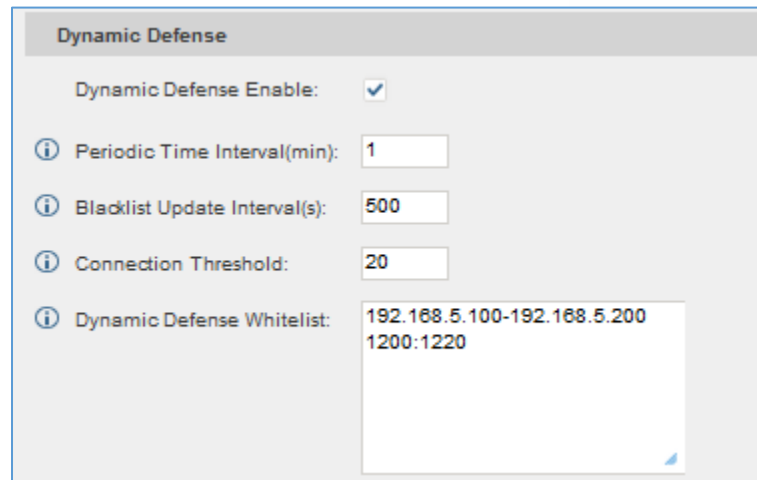 Dynamic Defense
Dynamic Defense Enable:
Periodic Time Interval(min): 1
Blacklist Update Interval(s): 500
Connection Threshold: 20
Dynamic Defense Whitelist: 192.168.5.100-192.168.5.200
1200:1220